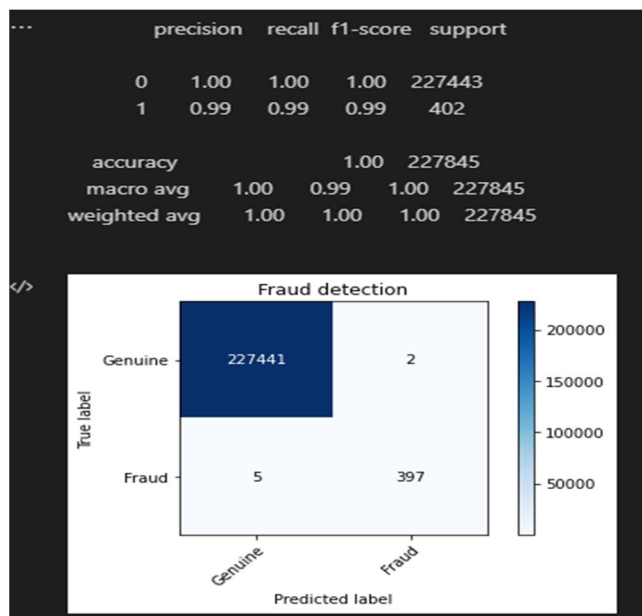 ...
precision recall f1-score support
0 1.00 1.00 1.00 227443
1 0.99 0.99 0.99 402
accuracy 1.00 227845
macro avg 1.00 0.99 1.00 227845
weighted avg 1.00 1.00 1.00 227845
</>
Fraud detection
Genuine 227441 2
200000
150000
True label
100000
Fraud 5 397
50000
Genuine Fraud
Predicted label